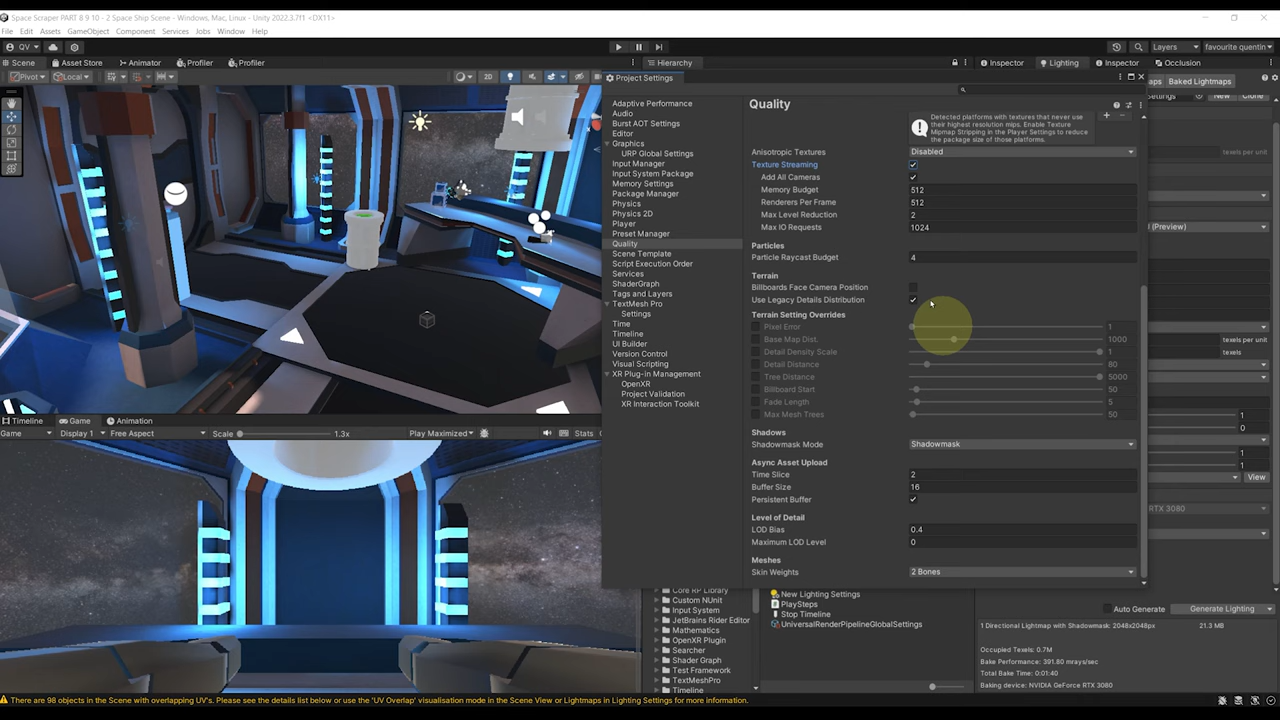 Space Scraper PART 8 9 10 - 2 Space Ship Scene - Windows, Mac, Linux - Unity 2022.3.7f1 <DX11>
File Edit Assets GameObject Component Services Jobs Window Help
QV Layers favourite quentin
Scene Asset Store Animator Profiler Profiler
Pivot Local 2D
Hierarchy
Inspector Lighting Inspector Occlusion
Project Settings
Baked Lightmaps
Adaptive Performance
Audio
Burst AOT Settings
Editor
Graphics
URP Global Settings
Input Manager
Input System Package
Memory Settings
Package Manager
Physics
Physics 2D
Player
Preset Manager
Quality
Scene Template
Script Execution Order
Services
ShaderGraph
Tags and Layers
TextMesh Pro
Settings
Time
Timeline
UI Builder
Version Control
Visual Scripting
XR Plug-in Management
OpenXR
Project Validation
XR Interaction Toolkit
Quality
Detected platforms with textures that never use
their highest resolution mips. Enable Texture
Mipmap Stripping in the Player Settings to reduce
the package size of those platforms.
Anisotropic Textures Disabled
Texture Streaming
Add All Cameras
Memory Budget 512
Renderers Per Frame 512
Max Level Reduction 2
Max IO Requests 1024
Particles
Particle Raycast Budget 4
Terrain
Billboards Face Camera Position
Use Legacy Details Distribution
Terrain Setting Overrides
Pixel Error 1
Base Map Dist. 1000
Detail Density Scale 1
Detail Distance 80
Tree Distance 5000
Billboard Start 50
Fade Length 5
Max Mesh Trees 50
Shadows
Shadowmask Mode Shadowmask
Async Asset Upload
Time Slice 2
Buffer Size 16
Persistent Buffer
Level of Detail
LOD Bias 0.4
Maximum LOD Level 0
Meshes
Skin Weights 2 Bones
texels per unit
(Preview)
texels per unit
texels
1
0
1
1
View
RTX 3080
Timeline Game Animation
Game Display 1 Free Aspect Scale 1.3x Play Maximized Stats
Core RP Library
Custom NUnit
Input System
JetBrains Rider Editor
Mathematics
OpenXR Plugin
Searcher
Shader Graph
Test Framework
TextMeshPro
Timeline
New Lighting Settings
PlaySteps
Stop Timeline
UniversalRenderPipelineGlobalSettings
Auto Generate Generate Lighting
1 Directional Lightmap with Shadowmask: 2048x2048px 21.3 MB
Occupied Texels: 0.7M
Bake Performance: 391.80 mrays/sec
Total Bake Time: 0:01:40
Baking device: NVIDIA GeForce RTX 3080
There are 98 objects in the Scene with overlapping UV's. Please see the details list below or use the 'UV Overlap' visualisation mode in the Scene View or Lightmaps in Lighting Settings for more information.